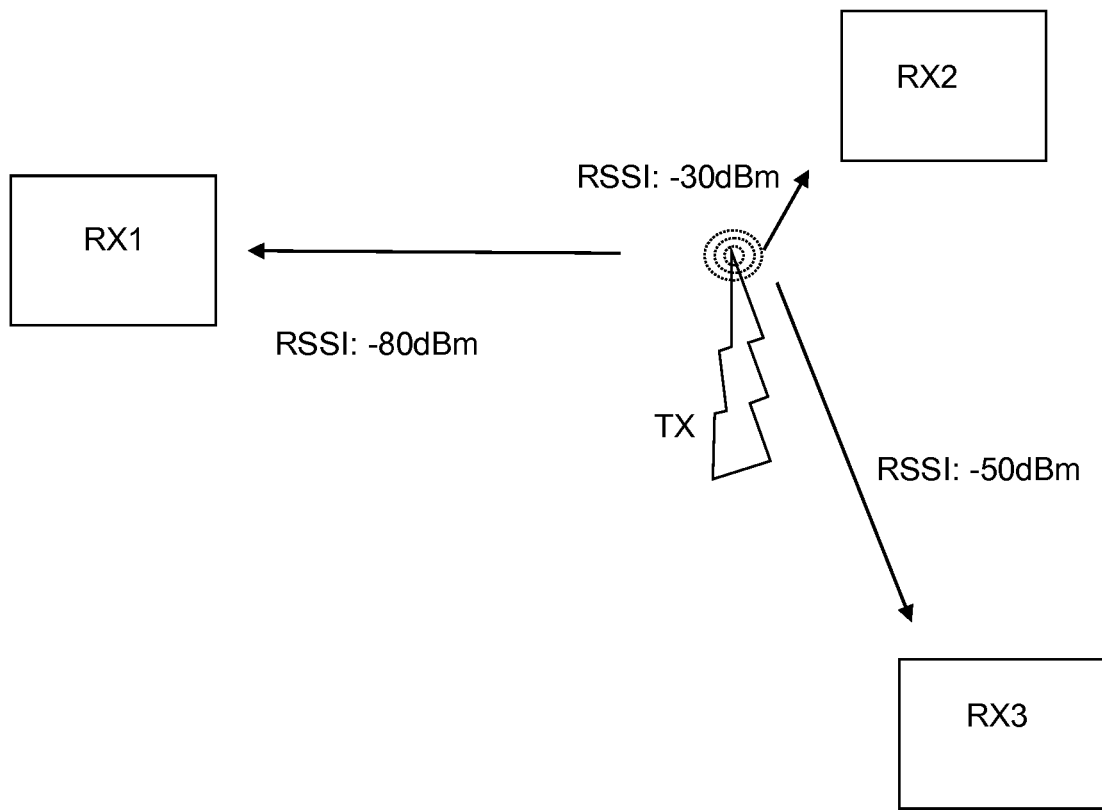 RX2
RSSI: -30dBm
RX1
RSSI: -80dBm
TX
RSSI: -50dBm
RX3